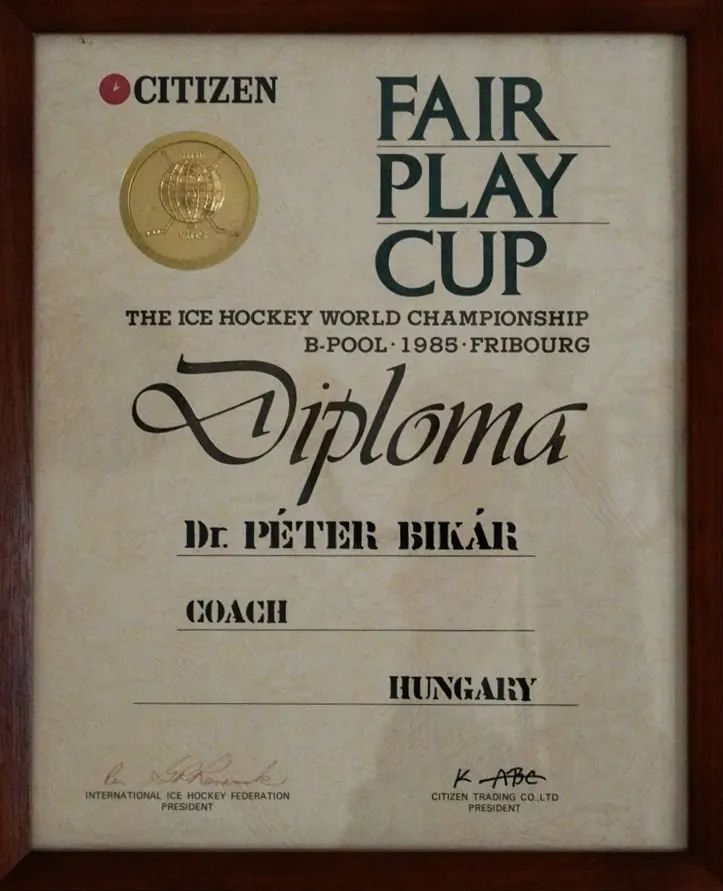 CITIZEN
FAIR
PLAY
CUP
THE ICE HOCKEY WORLD CHAMPIONSHIP
B-POOL · 1985 · FRIBOURG
Diploma
Dr. PÉTER BIKÁR
COACH
HUNGARY
INTERNATIONAL ICE HOCKEY FEDERATION
PRESIDENT
K ABE
CITIZEN TRADING CO.,LTD
PRESIDENT